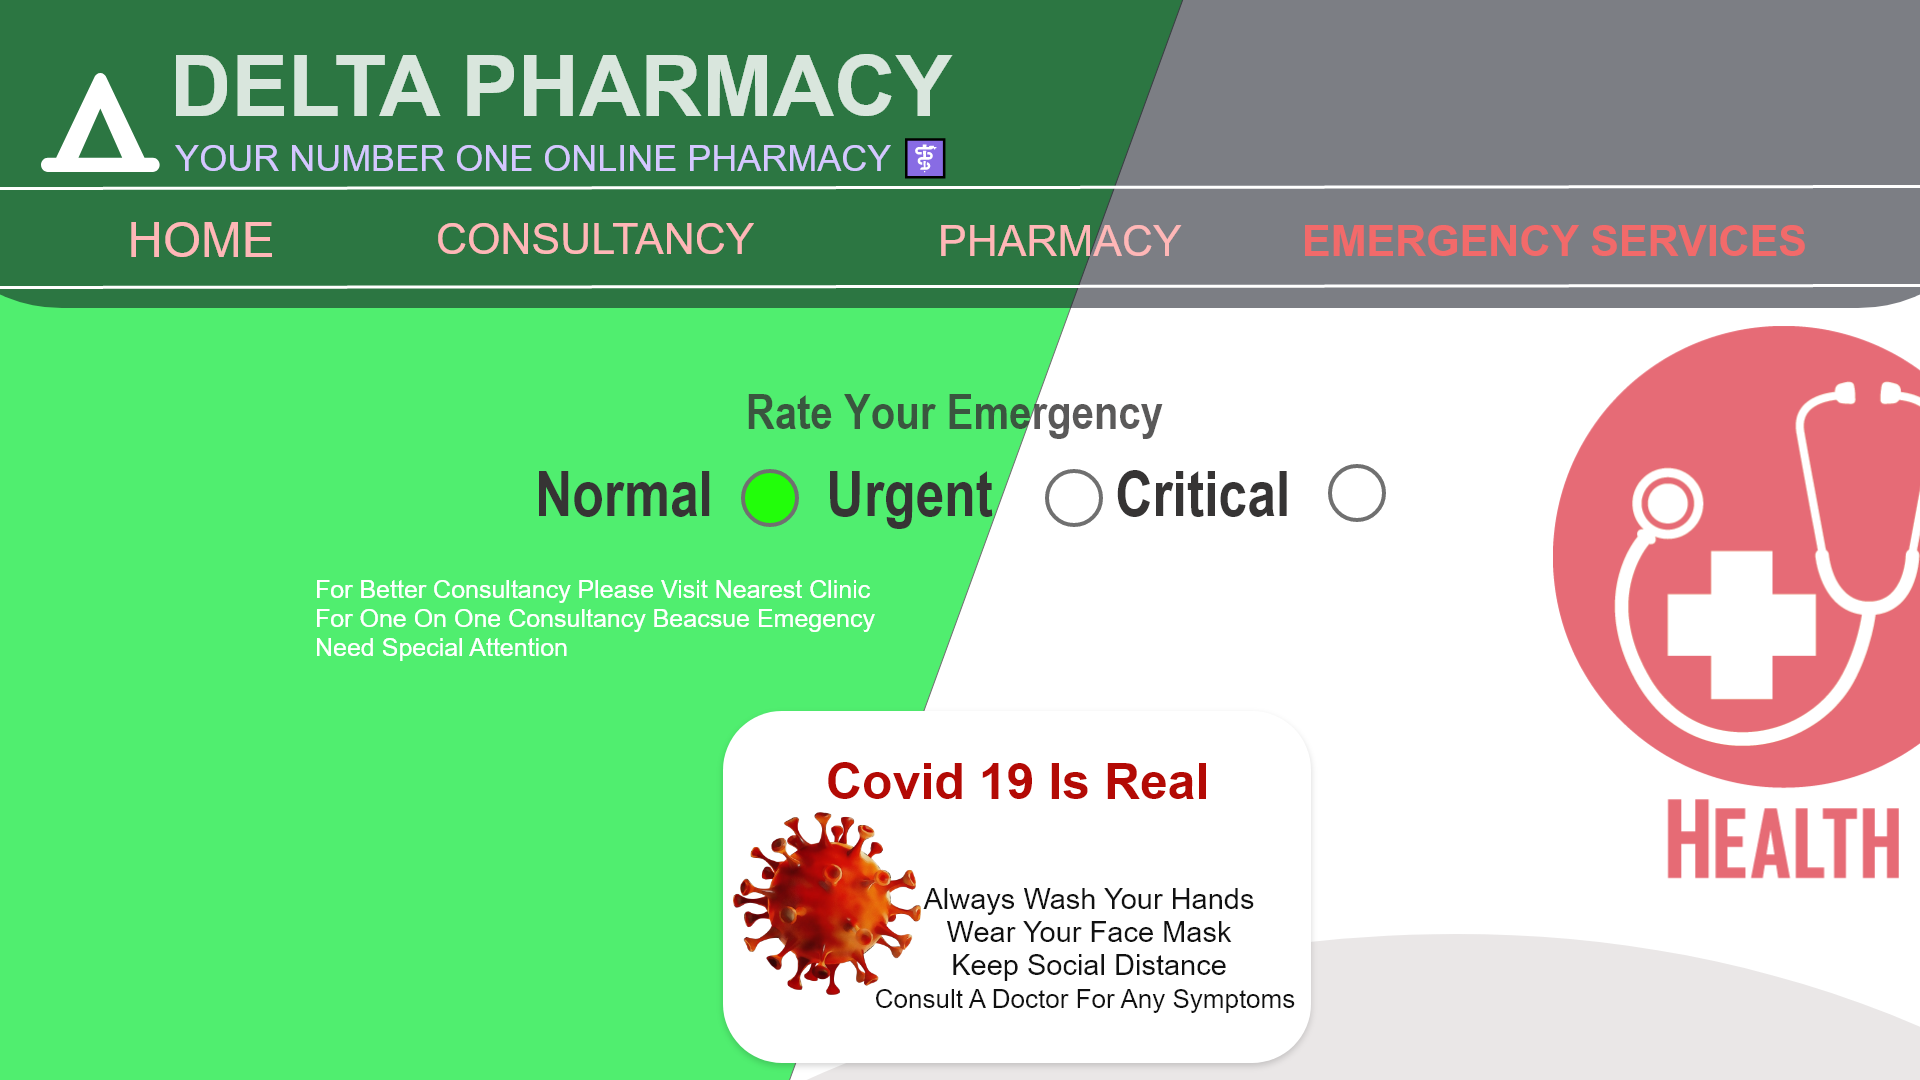 DELTA PHARMACY
YOUR NUMBER ONE ONLINE PHARMACY
HOME
CONSULTANCY
PHARMACY
EMERGENCY SERVICES
Rate Your Emergency
Normal
Urgent
Critical
For Better Consultancy Please Visit Nearest Clinic
For One On One Consultancy Beacsue Emegency
Need Special Attention
HEALTH
Covid 19 Is Real
Always Wash Your Hands
Wear Your Face Mask
Keep Social Distance
Consult A Doctor For Any Symptoms